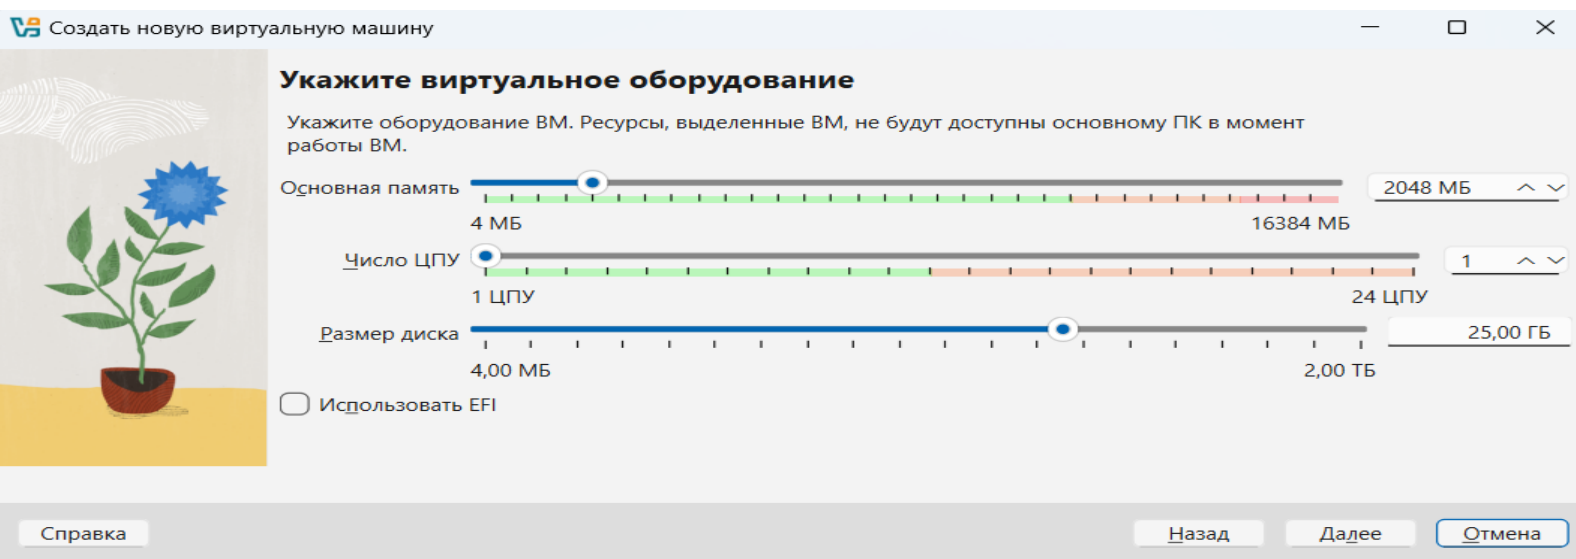 Создать новую виртуальную машину
Укажите виртуальное оборудование
Укажите оборудование ВМ. Ресурсы, выделенные ВМ, не будут доступны основному ПК в момент
работы ВМ.
Основная память
2048 МБ
4 МБ
16384 МБ
Число ЦПУ
1
1 ЦПУ
24 ЦПУ
Размер диска
25,00 ГБ
4,00 МБ
2,00 ТБ
Использовать EFI
Справка
Назад
Далее
Отмена